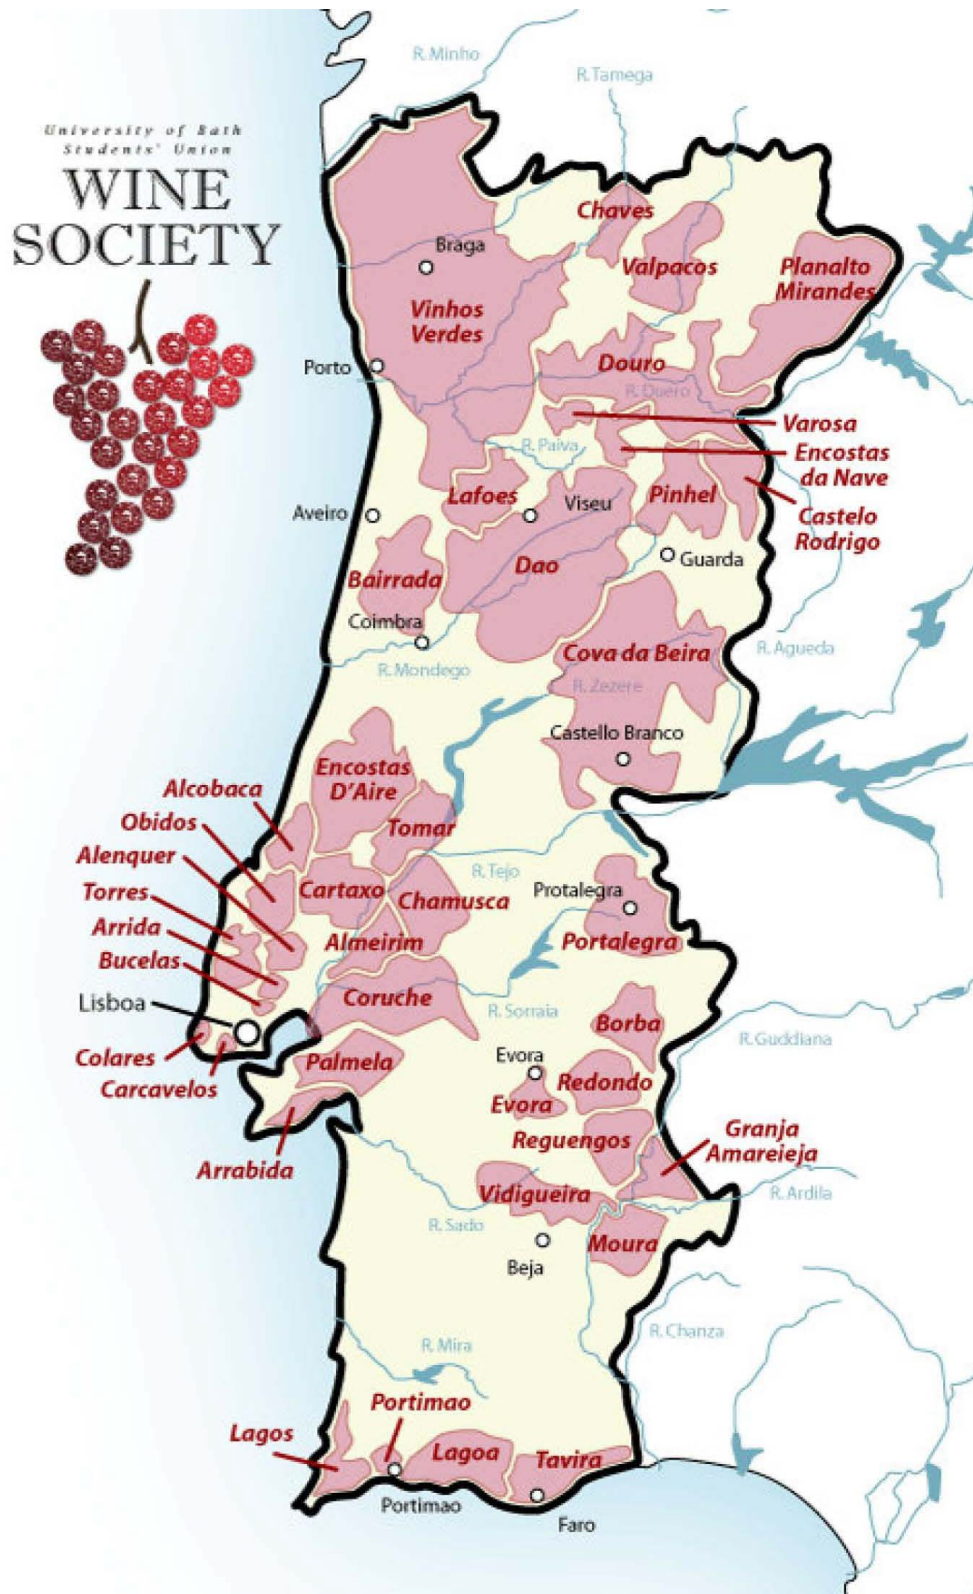 R. Minho
R. Tamega
University of Bath
Students' Union
WINE
SOCIETY
Chaves
Braga
Valpacos
Planalto
Mirandes
Vinhos
Verdes
Porto
Douro
R. Duero
Varosa
R. Paiva
Encostas
da Nave
Lafoes
Viseu
Pinhel
Aveiro
Castelo
Rodrigo
Guarda
Dao
Bairrada
Coimbra
R. Mondego
Cova da Beira
R. Agueda
R. Zezere
Castello Branco
Encostas
D'Aire
Alcobaca
Obidos
Tomar
Alenquer
R. Tejo
Torres
Cartaxo
Chamusca
Protalegra
Arrida
Almeirim
Portalegra
Bucelas
Lisboa
Coruche
R. Sorraia
Borba
R. Guddiana
Colares
Carcavelos
Palmela
Evora
Redondo
Evora
Reguengos
Granja
Amareieja
Arrabida
Vidigueira
R. Ardila
R. Sado
Moura
Beja
R. Mira
R. Chanza
Portimao
Lagos
Lagoa
Tavira
Portimao
Faro